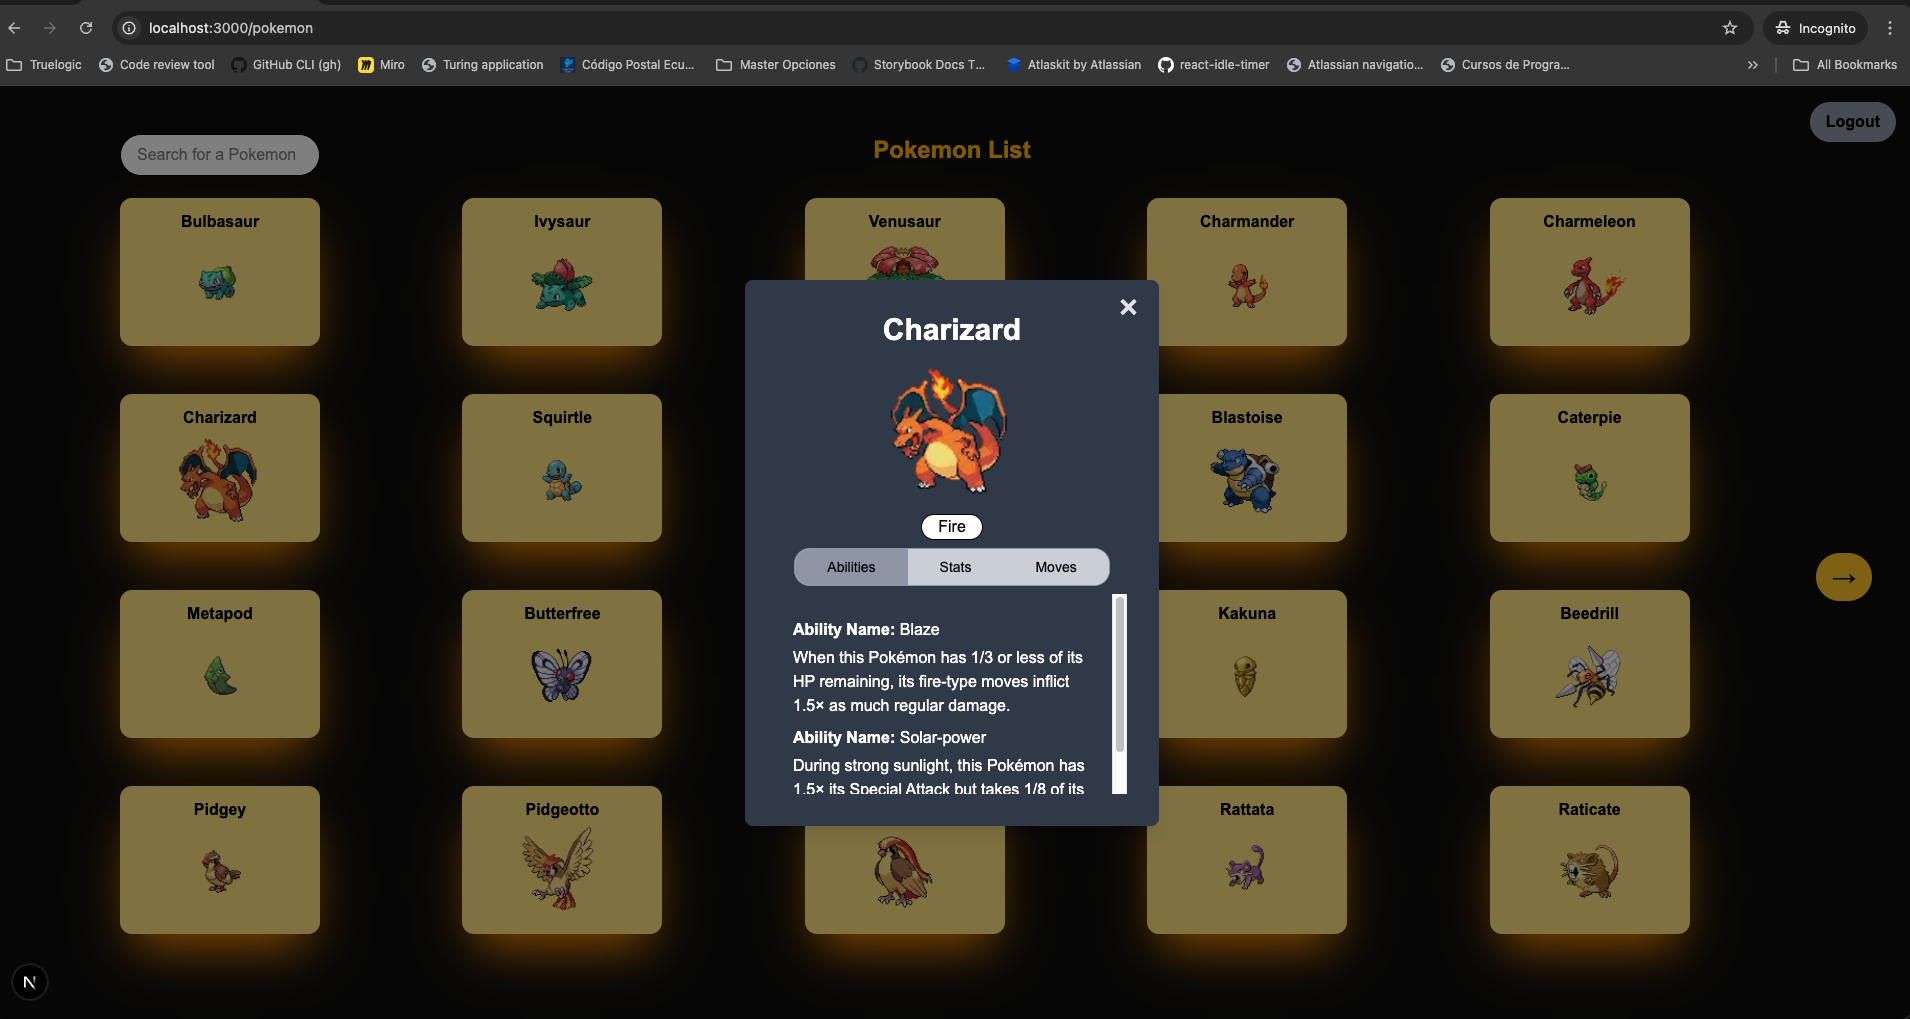 localhost:3000/pokemon
Incognito
Truelogic
Code review tool
GitHub CLI (gh)
Miro
Turing application
Código Postal Ecu...
Master Opciones
Storybook Docs T...
Atlaskit by Atlassian
react-idle-timer
Atlassian navigatio...
Cursos de Progra...
»
All Bookmarks
Logout
Search for a Pokemon
Pokemon List
Bulbasaur
Ivysaur
Venusaur
Charmander
Charmeleon
Charizard
Squirtle
Blastoise
Caterpie
Metapod
Butterfree
Kakuna
Beedrill
Pidgey
Pidgeotto
Rattata
Raticate
→
×
Charizard
Fire
Abilities
Stats
Moves
Ability Name: Blaze
When this Pokémon has 1/3 or less of its
HP remaining, its fire-type moves inflict
1.5× as much regular damage.
Ability Name: Solar-power
During strong sunlight, this Pokémon has
1.5× its Special Attack but takes 1/8 of its
N